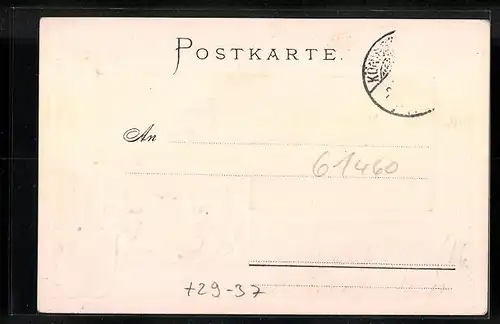 POSTKARTE.
An
61460
+29-37